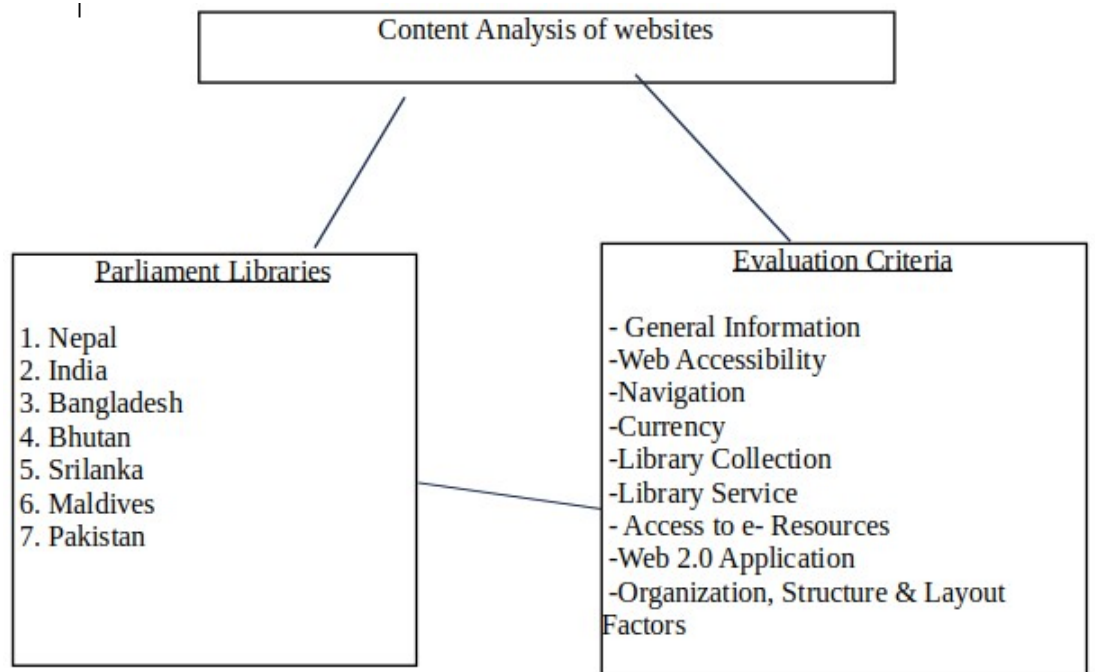 Content Analysis of websites
Parliament Libraries
1. Nepal
2. India
3. Bangladesh
4. Bhutan
5. Srilanka
6. Maldives
7. Pakistan
Evaluation Criteria
- General Information
-Web Accessibility
-Navigation
-Currency
-Library Collection
-Library Service
- Access to e- Resources
-Web 2.0 Application
-Organization, Structure & Layout
Factors